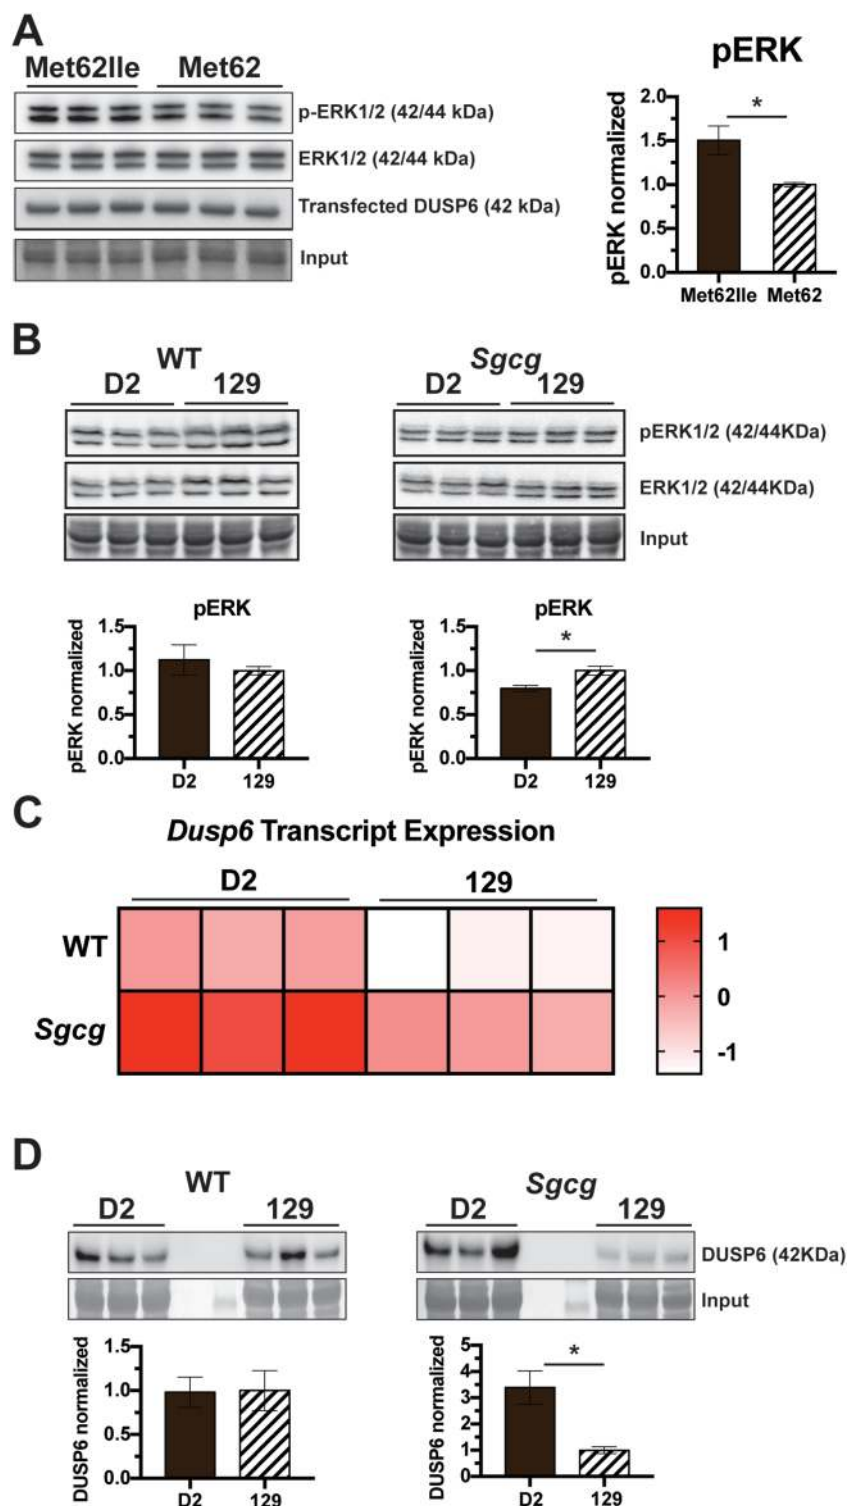 A
Met62Ile Met62
p-ERK1/2 (42/44 kDa)
ERK1/2 (42/44 kDa)
Transfected DUSP6 (42 kDa)
Input
pERK
pERK normalized
2.0
1.5
1.0
0.5
0.0
Met62Ile Met62
*
B
WT
D2 129
Sgcg
D2 129
pERK1/2 (42/44KDa)
ERK1/2 (42/44KDa)
Input
pERK
pERK normalized
1.5
1.0
0.5
0.0
D2 129
pERK
pERK normalized
1.5
1.0
0.5
0.0
*
D2 129
C
Dusp6 Transcript Expression
D2 129
WT
Sgcg
1
0
-1
D
WT
D2 129
Sgcg
D2 129
DUSP6 (42KDa)
Input
DUSP6 normalized
1.5
1.0
0.5
0.0
D2 129
DUSP6 normalized
5
4
3
2
1
0
*
D2 129